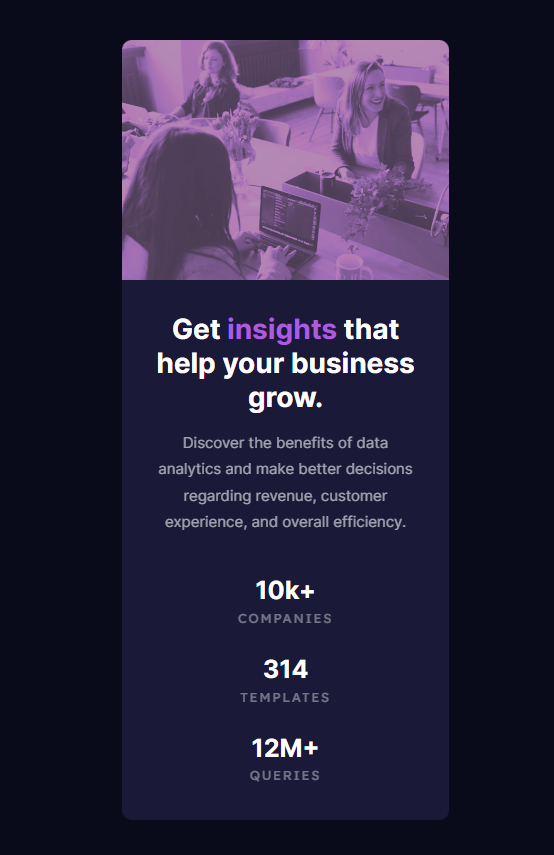 Get insights that
help your business
grow.
Discover the benefits of data
analytics and make better decisions
regarding revenue, customer
experience, and overall efficiency.
10k+
COMPANIES
314
TEMPLATES
12M+
QUERIES